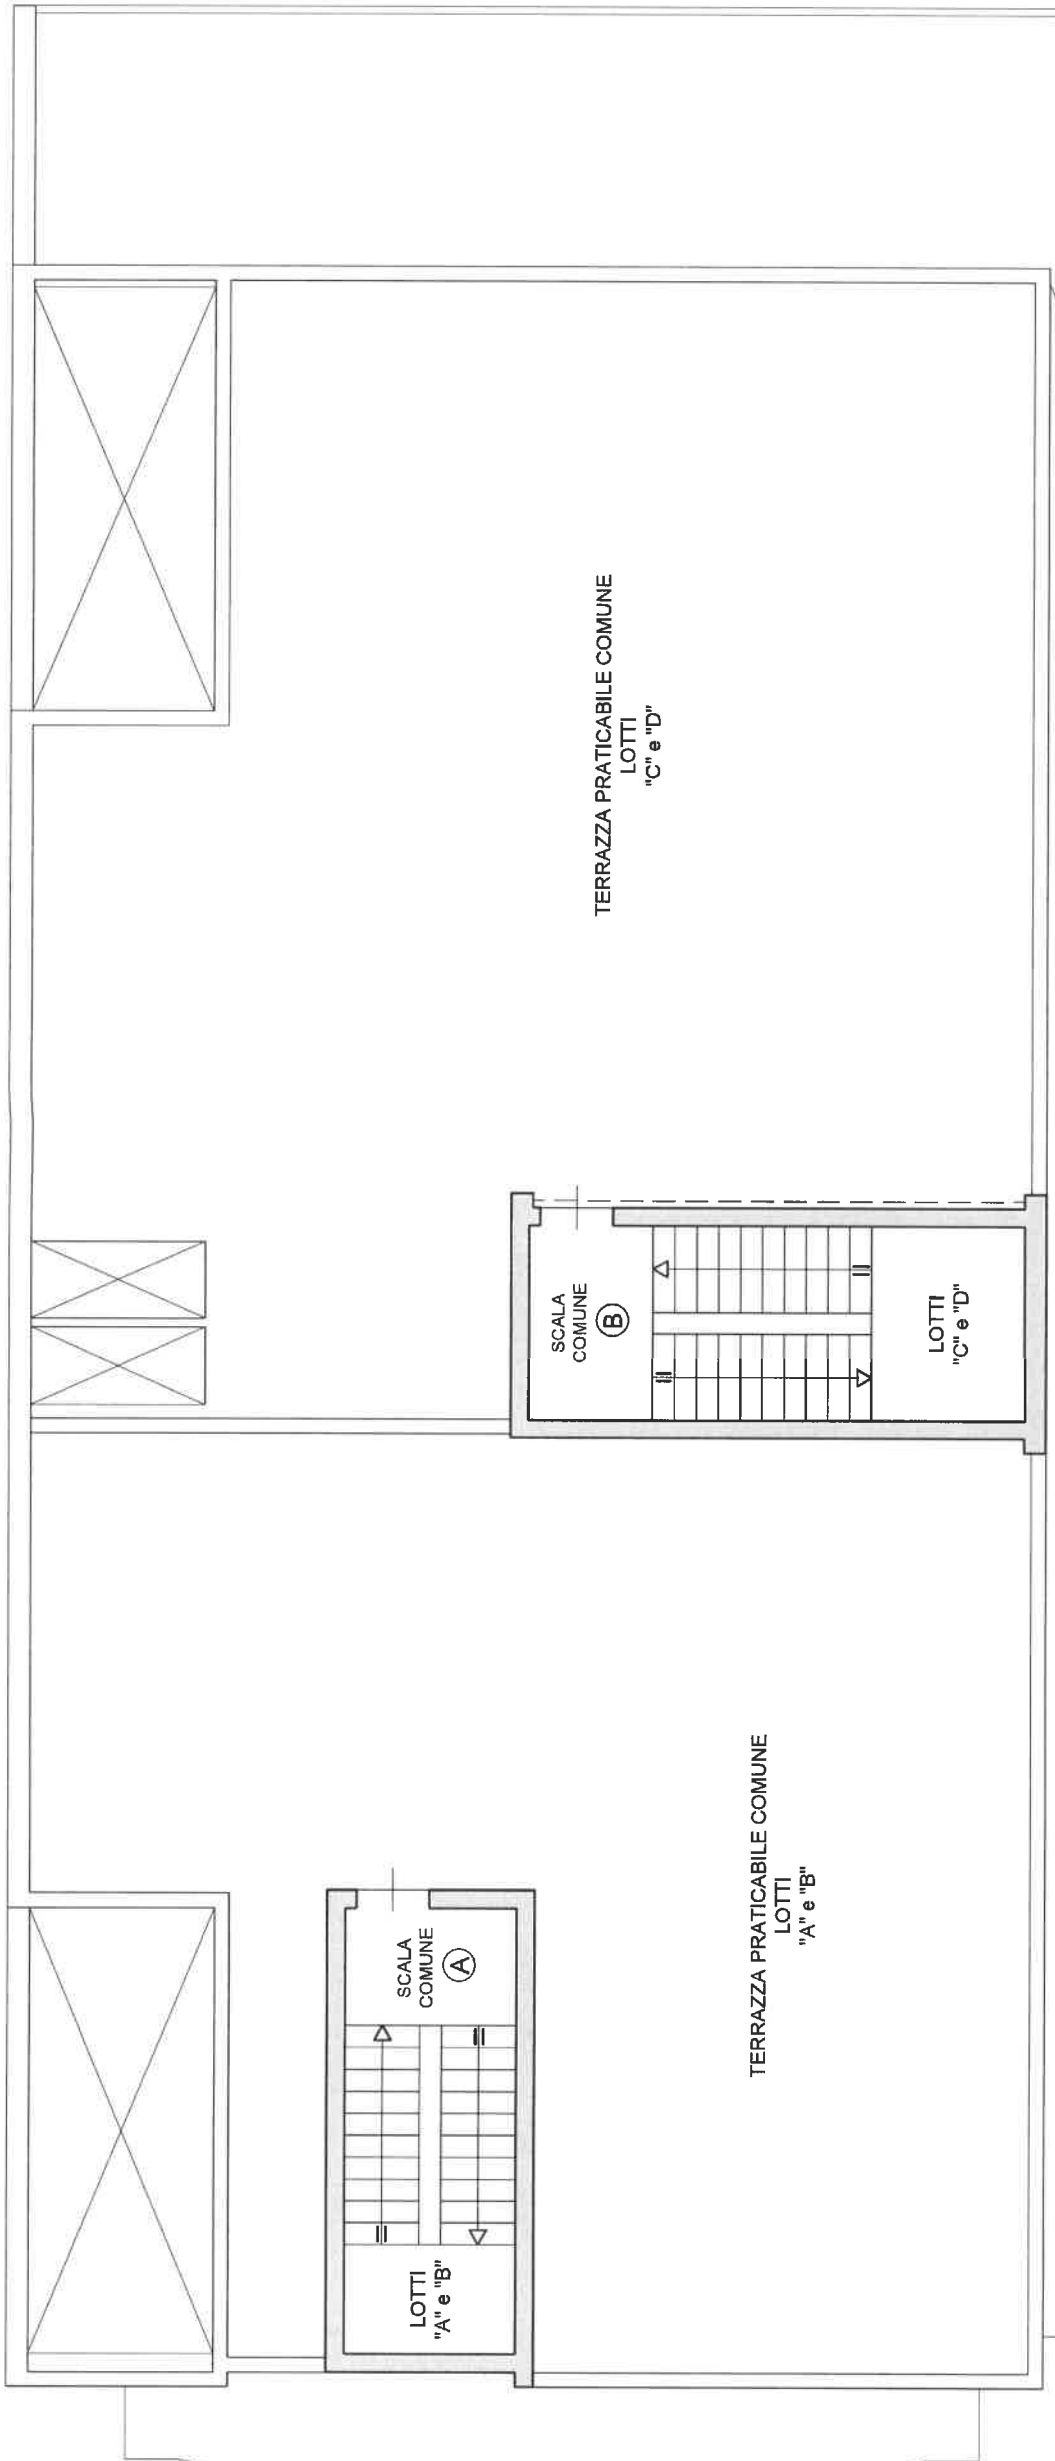 TERRAZZA PRATICABILE COMUNE
LOTTI
"C" e "D"
SCALA
COMUNE
B
LOTTI
"C" e "D"
TERRAZZA PRATICABILE COMUNE
LOTTI
"A" e "B"
SCALA
COMUNE
A
LOTTI
"A" e "B"